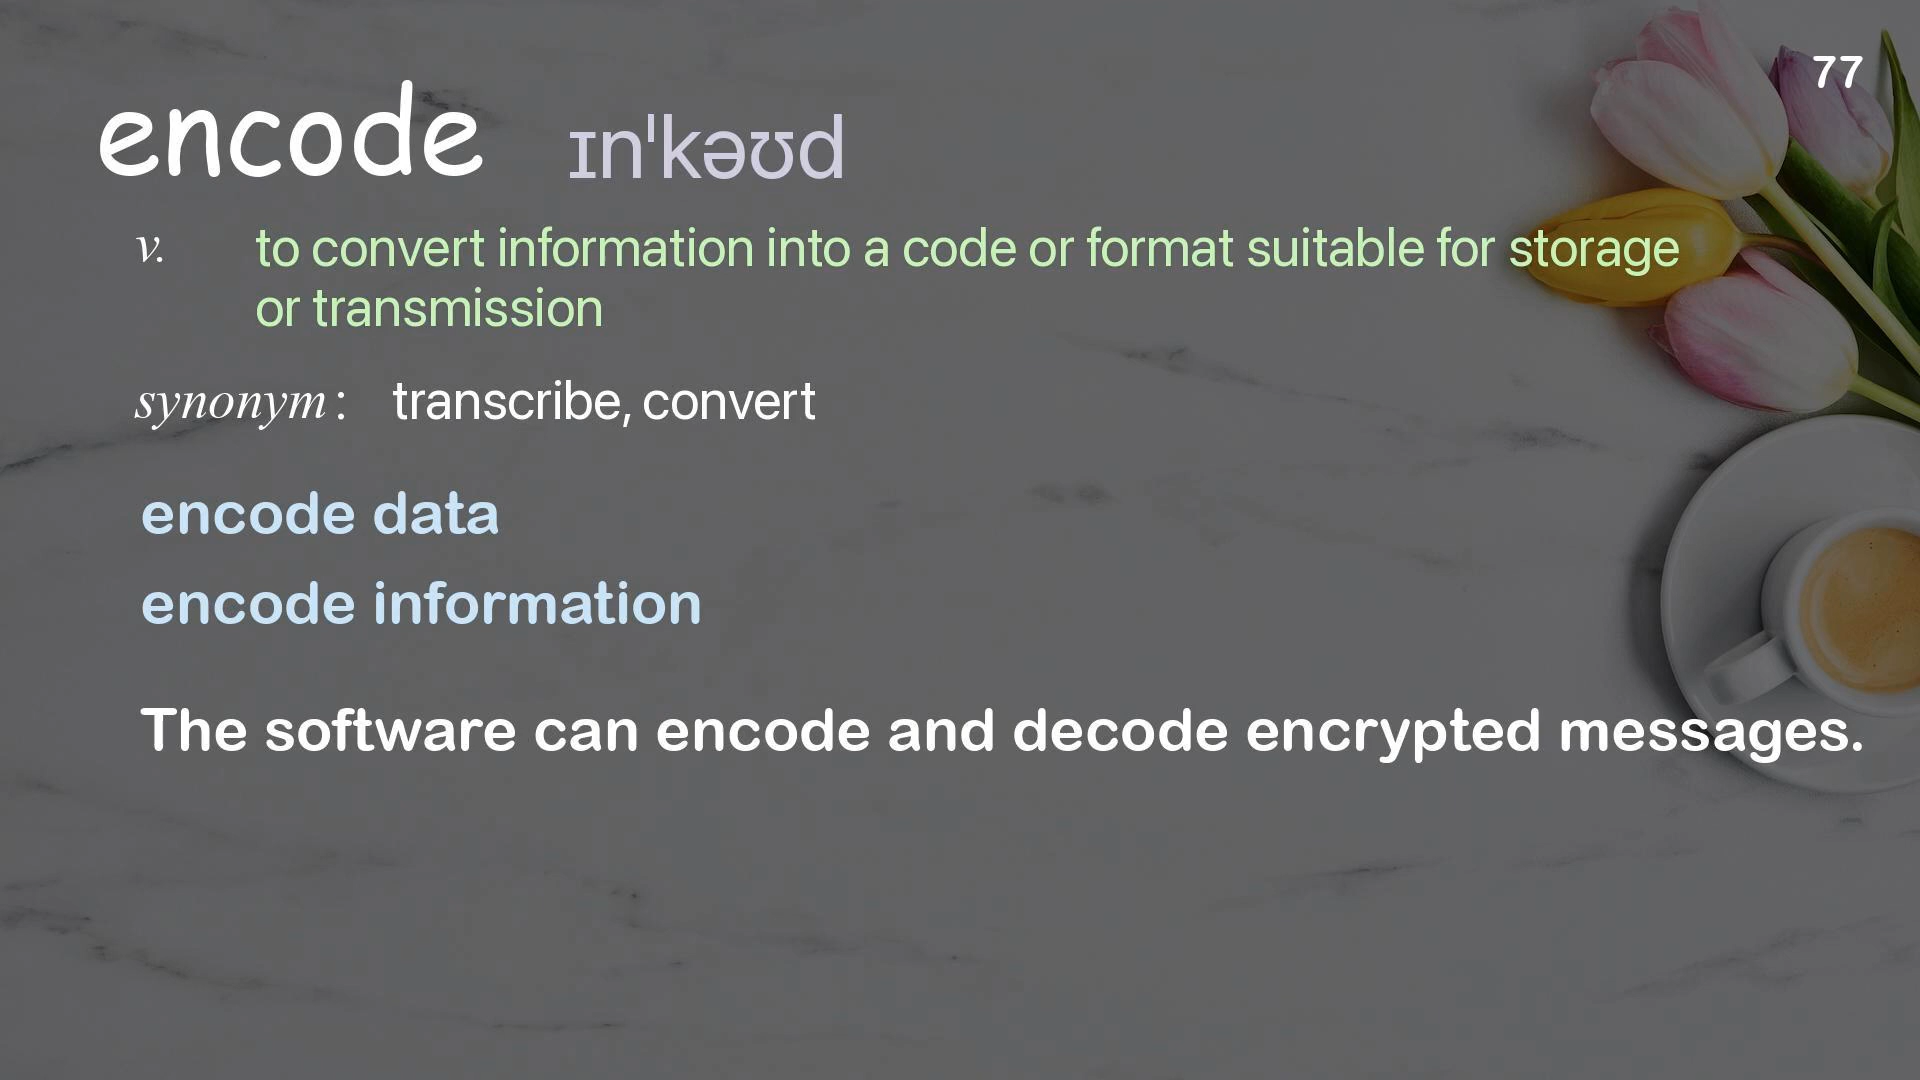 77
encode ɪnˈkəʊd
v. to convert information into a code or format suitable for storage
or transmission
synonym: transcribe, convert
encode data
encode information
The software can encode and decode encrypted messages.